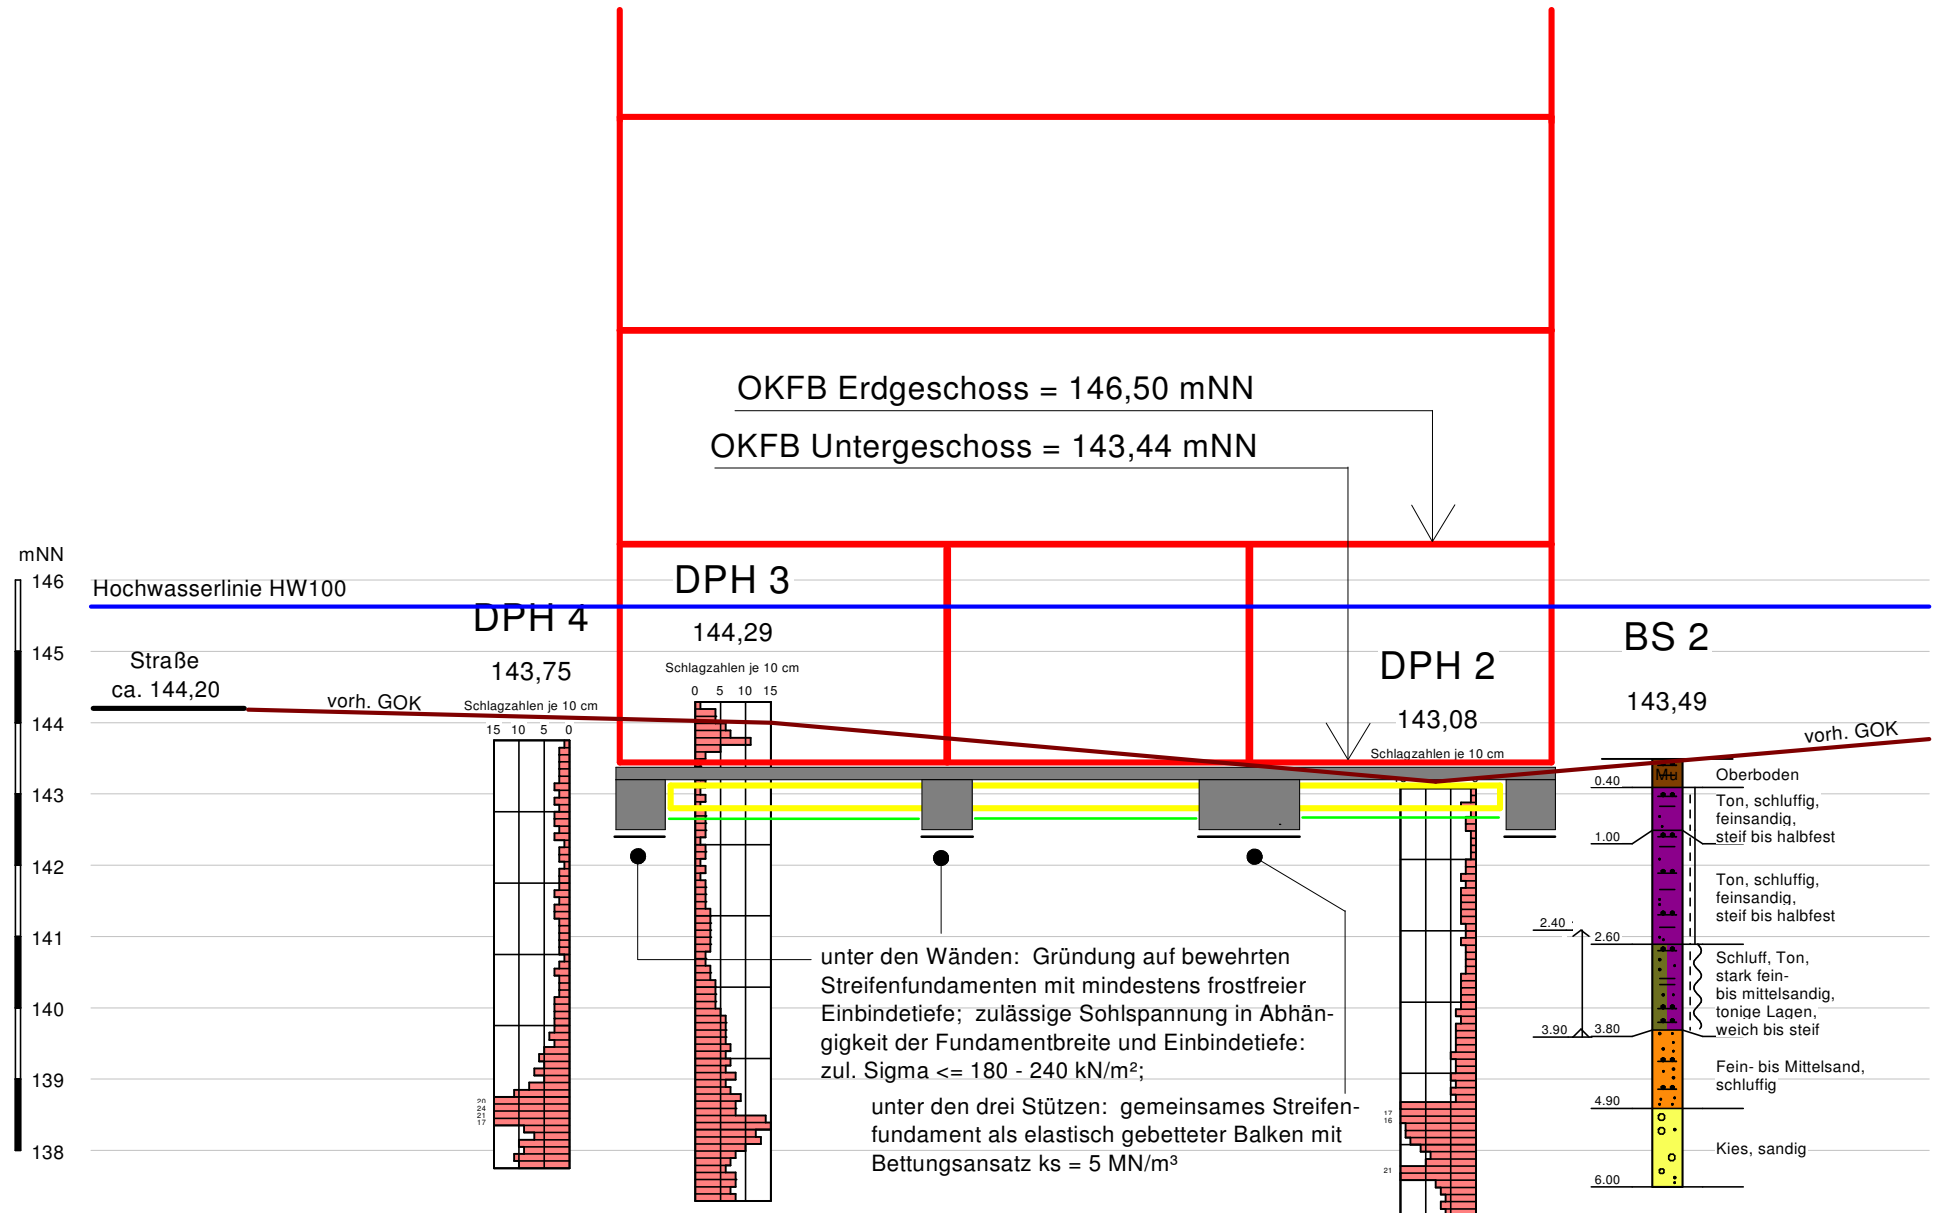 OKFB Erdgeschoss = 146,50 mNN
OKFB Untergeschoss = 143,44 mNN
mNN
146
145
144
143
142
141
140
139
138
Hochwasserlinie HW100
Straße
ca. 144,20
vorh. GOK
DPH 4
143,75
Schlagzahlen je 10 cm
15 10 5 0
20
24
21
17
DPH 3
144,29
Schlagzahlen je 10 cm
0 5 10 15
DPH 2
143,08
Schlagzahlen je 10 cm
17
16
21
BS 2
143,49
vorh. GOK
Mu
0.40
1.00
2.40
2.60
3.90
3.80
4.90
6.00
Oberboden
Ton, schluffig,
feinsandig,
steif bis halbfest
Ton, schluffig,
feinsandig,
steif bis halbfest
Schluff, Ton,
stark fein-
bis mittelsandig,
tonige Lagen,
weich bis steif
Fein- bis Mittelsand,
schluffig
Kies, sandig
unter den Wänden: Gründung auf bewehrten
Streifenfundamenten mit mindestens frostfreier
Einbindetiefe; zulässige Sohlspannung in Abhän-
gigkeit der Fundamentbreite und Einbindetiefe:
zul. Sigma <= 180 - 240 kN/m²;
unter den drei Stützen: gemeinsames Streifen-
fundament als elastisch gebetteter Balken mit
Bettungsansatz ks = 5 MN/m³